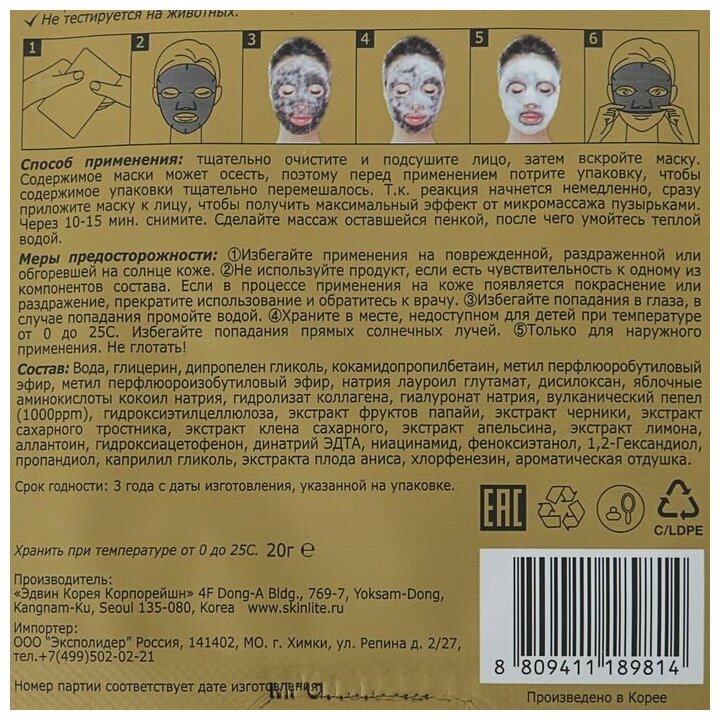 ✓ Не тестируется на животных.
1 2 3 4 5 6
Способ применения: тщательно очистите и подсушите лицо, затем вскройте маску.
Содержимое маски может осесть, поэтому перед применением потрите упаковку, чтобы
содержимое упаковки тщательно перемешалось. Т.к. реакция начнется немедленно, сразу
приложите маску к лицу, чтобы получить максимальный эффект от микромассажа пузырьками.
Через 10-15 мин. снимите. Сделайте массаж оставшейся пенкой, после чего умойтесь теплой
водой.
Меры предосторожности: ①Избегайте применения на поврежденной, раздраженной или
обгоревшей на солнце коже. ②Не используйте продукт, если есть чувствительность к одному из
компонентов состава. Если в процессе применения на коже появляется покраснение или
раздражение, прекратите использование и обратитесь к врачу. ③Избегайте попадания в глаза, в
случае попадания промойте водой. ④Храните в месте, недоступном для детей при температуре
от 0 до 25С. Избегайте попадания прямых солнечных лучей. ⑤Только для наружного
применения. Не глотать!
Состав: Вода, глицерин, дипропелен гликоль, кокамидопропилбетаин, метил перфлюоробутиловый
эфир, метил перфлюороизобутиловый эфир, натрия лауроил глутамат, дисилоксан, яблочные
аминокислоты кокоил натрия, гидролизат коллагена, гиалуронат натрия, вулканический пепел
(1000ppm), гидроксиэтилцеллюлоза, экстракт фруктов папайи, экстракт черники, экстракт
сахарного тростника, экстракт клена сахарного, экстракт апельсина, экстракт лимона,
аллантоин, гидроксиацетофенон, динатрий ЭДТА, ниацинамид, феноксиэтанол, 1,2-Гександиол,
пропандиол, каприлил гликоль, экстракта плода аниса, хлорфенезин, ароматическая отдушка.
Срок годности: 3 года с даты изготовления, указанной на упаковке.
EAC
C/LDPE
Хранить при температуре от 0 до 25С. 20г ℮
Производитель:
«Эдвин Корея Корпорейшн» 4F Dong-A Bldg., 769-7, Yoksam-Dong,
Kangnam-Ku, Seoul 135-080, Korea www.skinlite.ru
Импортер:
ООО "Эксполидер" Россия, 141402, МО. г. Химки, ул. Репина д. 2/27,
тел.+7(499)502-02-21
Номер партии соответствует дате изготовления
8 809411 189814
Произведено в Корее